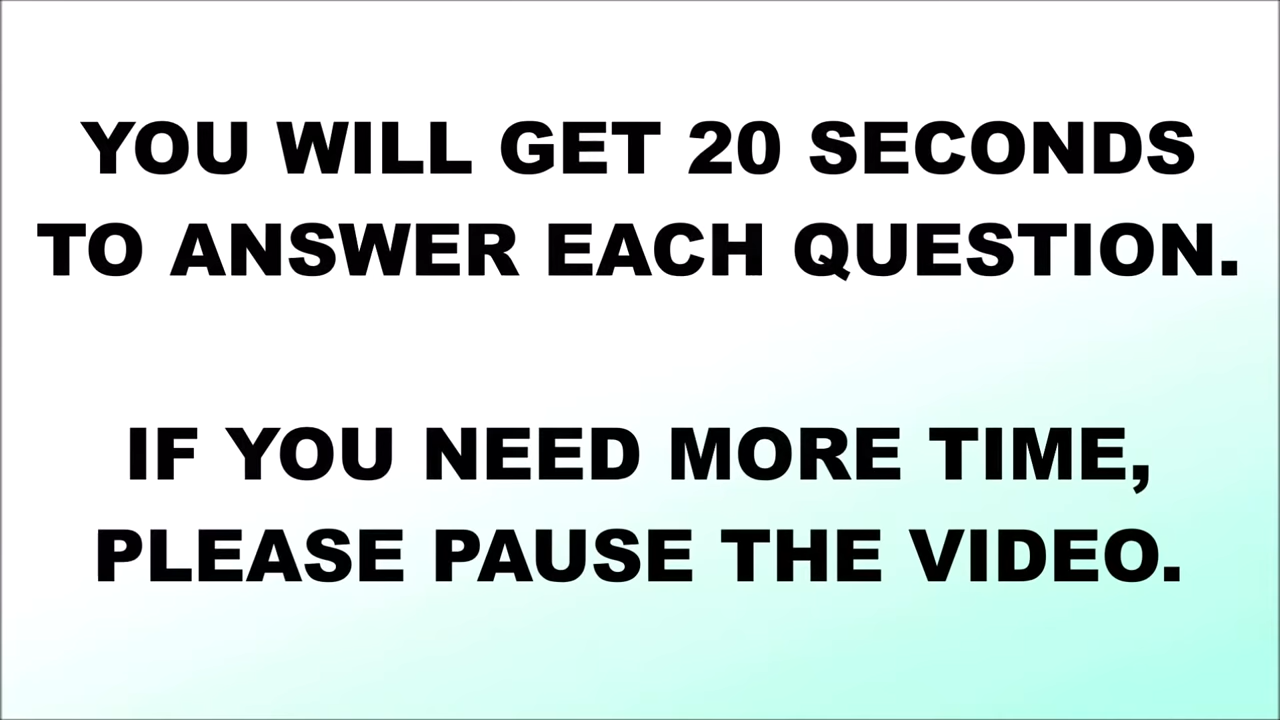 YOU WILL GET 20 SECONDS
TO ANSWER EACH QUESTION.
IF YOU NEED MORE TIME,
PLEASE PAUSE THE VIDEO.